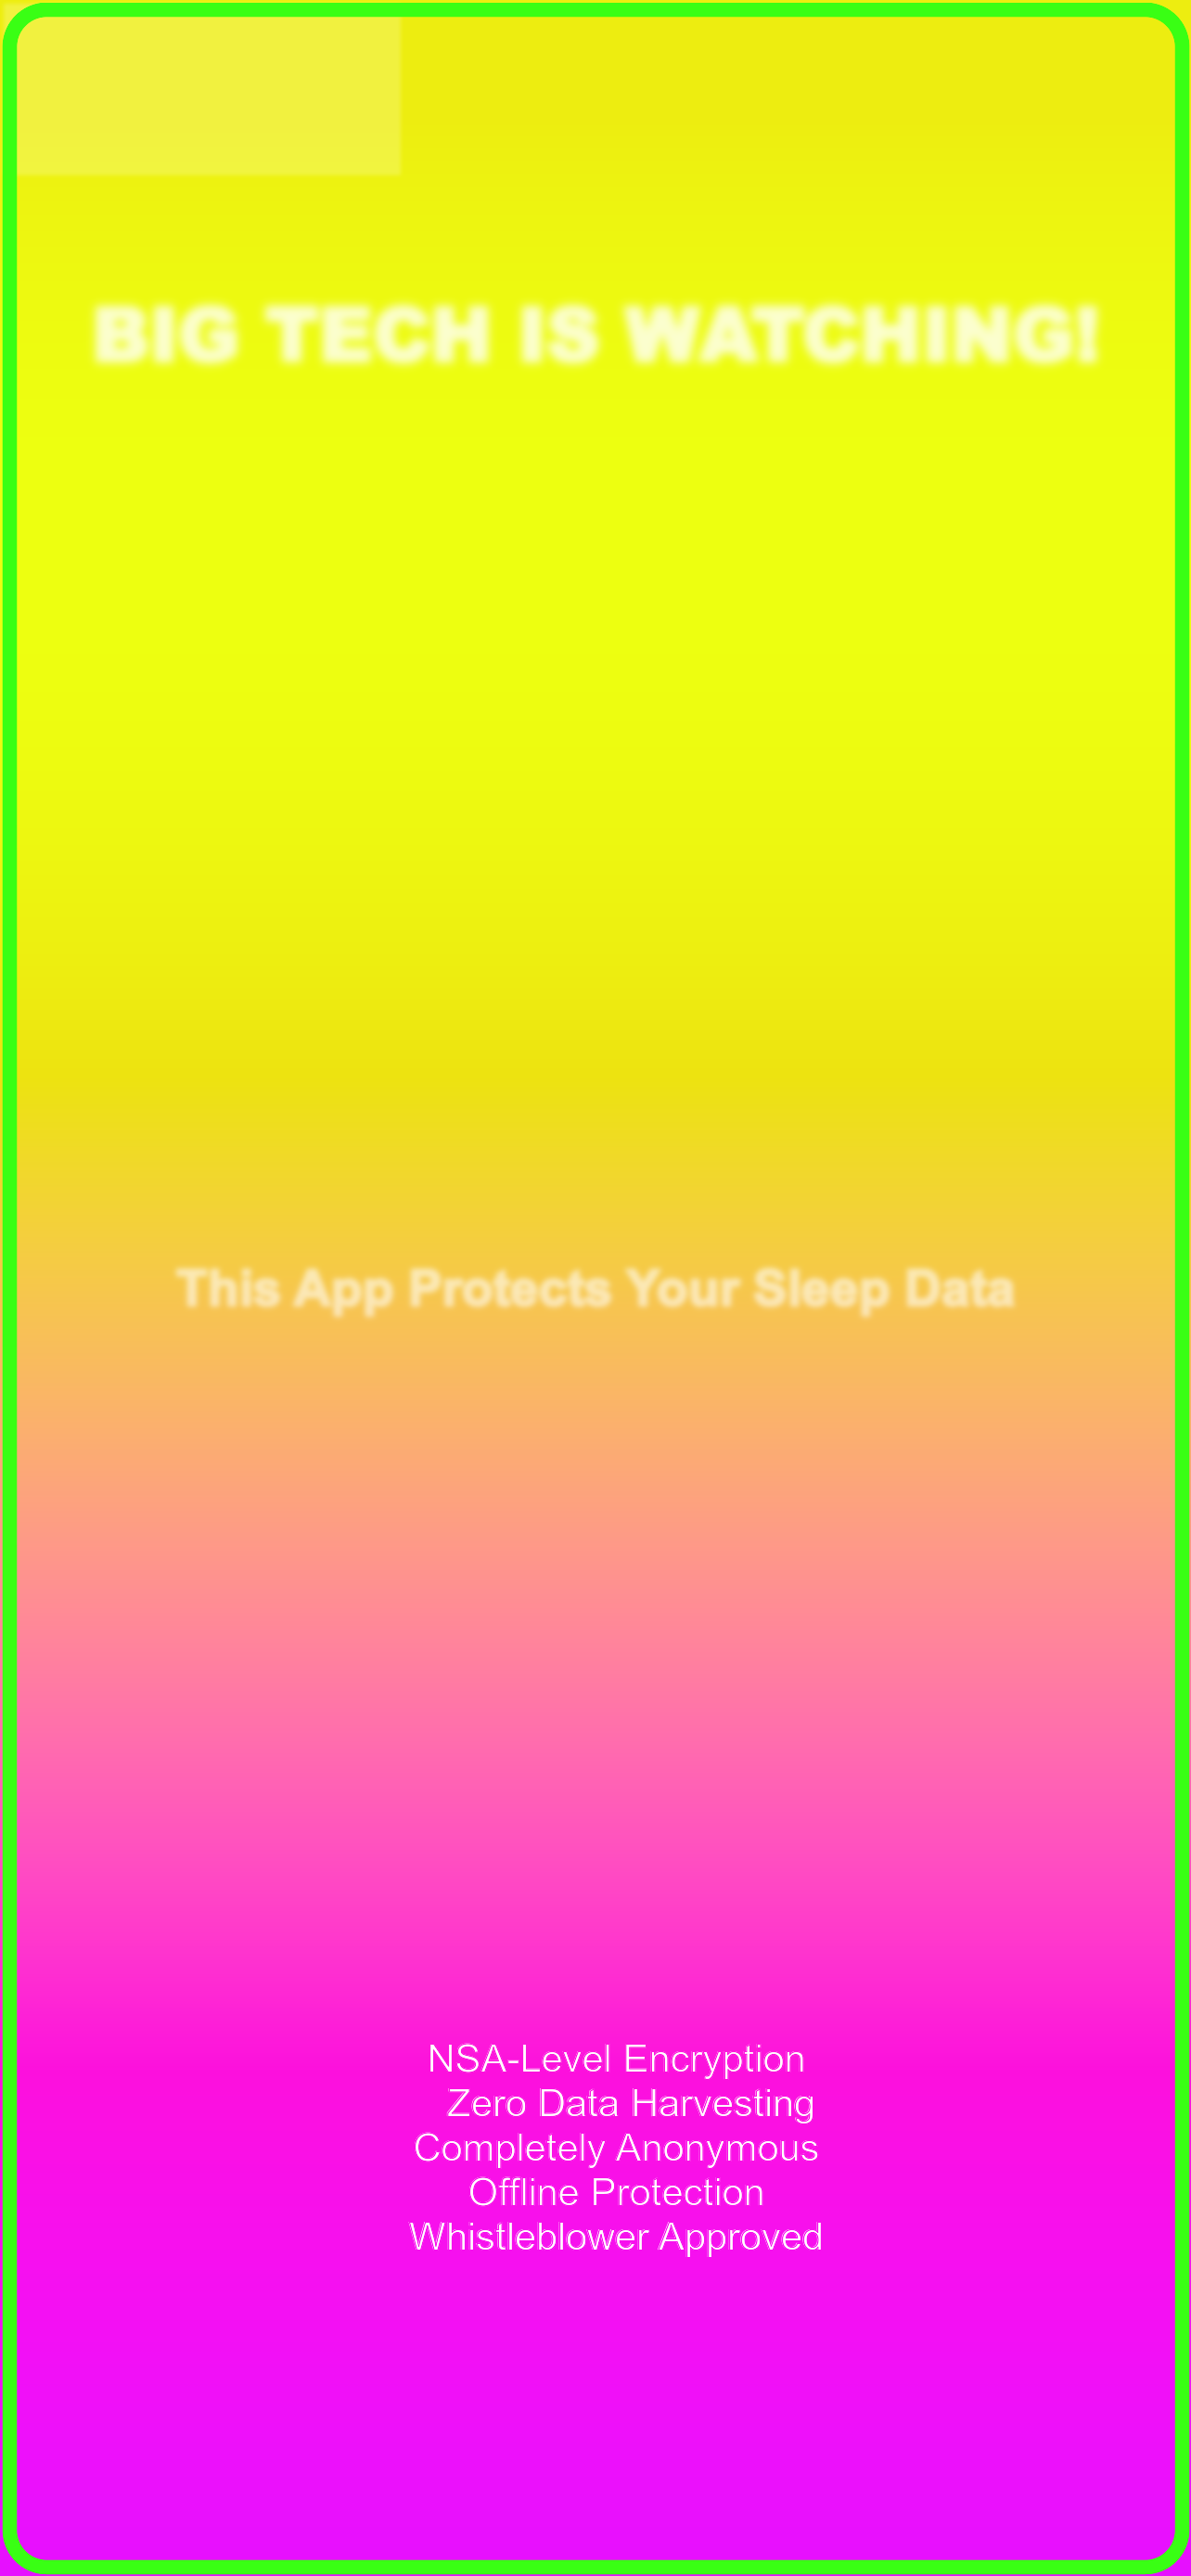 BIG TECH IS WATCHING!
This App Protects Your Sleep Data
NSA-Level Encryption
Zero Data Harvesting
Completely Anonymous
Offline Protection
Whistleblower Approved